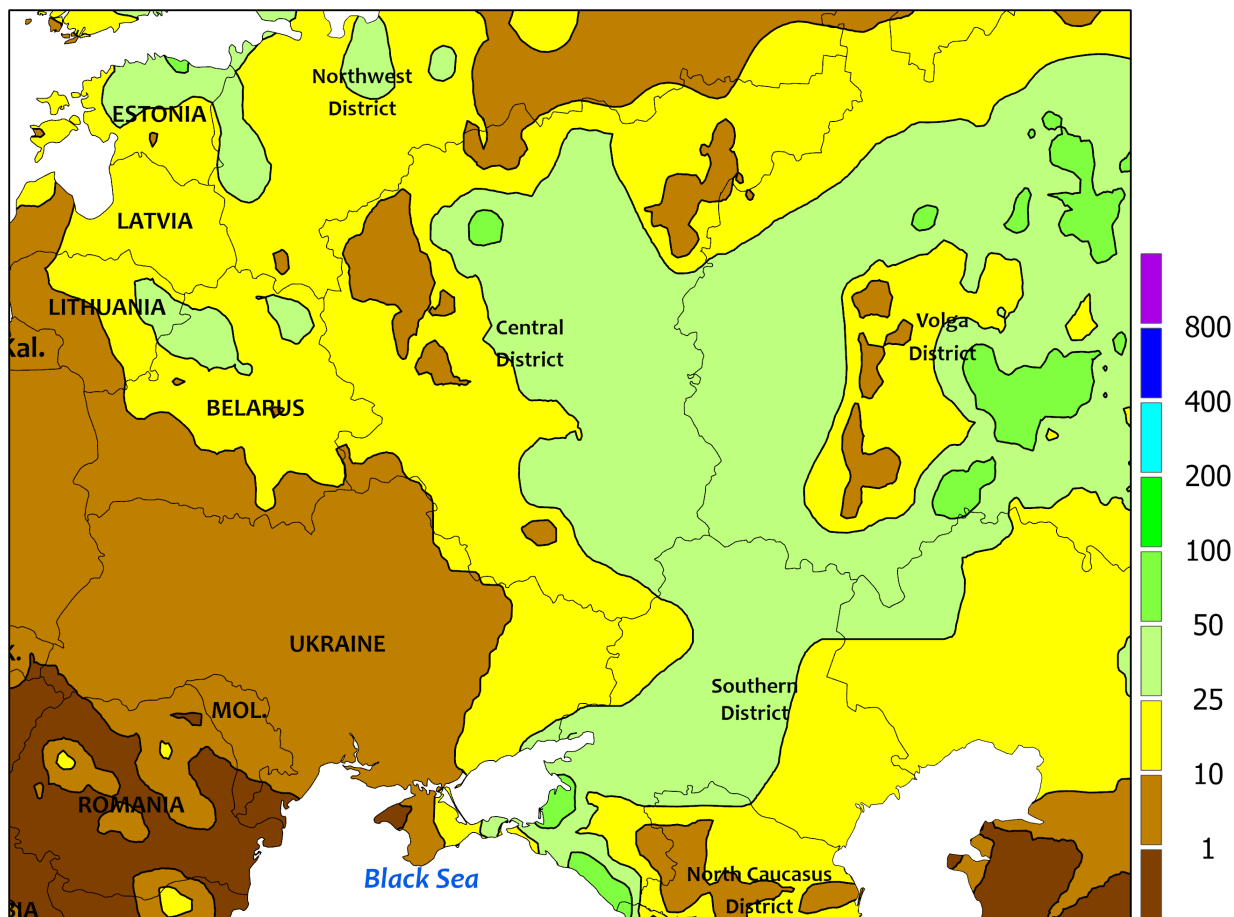 Northwest
District
ESTONIA
LATVIA
LITHUANIA
Kal.
Central
District
Volga
District
BELARUS
UKRAINE
K.
MOL.
Southern
District
ROMANIA
Black Sea
North Caucasus
District
BIA
800
400
200
100
50
25
10
1